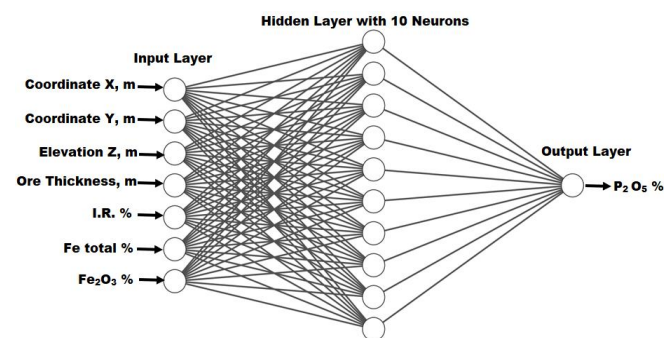 Hidden Layer with 10 Neurons
Input Layer
Coordinate X, m
Coordinate Y, m
Elevation Z, m
Ore Thickness, m
I.R. %
Fe total %
Fe₂O₃ %
Output Layer
P₂ O₅ %